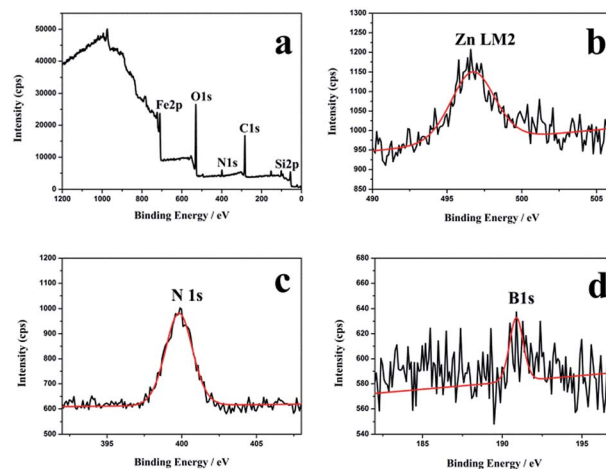 a
Intensity (cps)
50000
40000
30000
20000
10000
0
Fe2p
O1s
C1s
N1s
Si2p
1200 1000 800 600 400 200 0
Binding Energy / eV
b
Zn LM2
Intensity (cps)
1250
1200
1150
1100
1050
1000
950
900
850
490 495 500 505
Binding Energy / eV
c
N 1s
Intensity (cps)
1200
1100
1000
900
800
700
600
500
395 400 405
Binding Energy / eV
d
B1s
Intensity (cps)
680
660
640
620
600
580
560
540
185 190 195
Binding Energy / eV